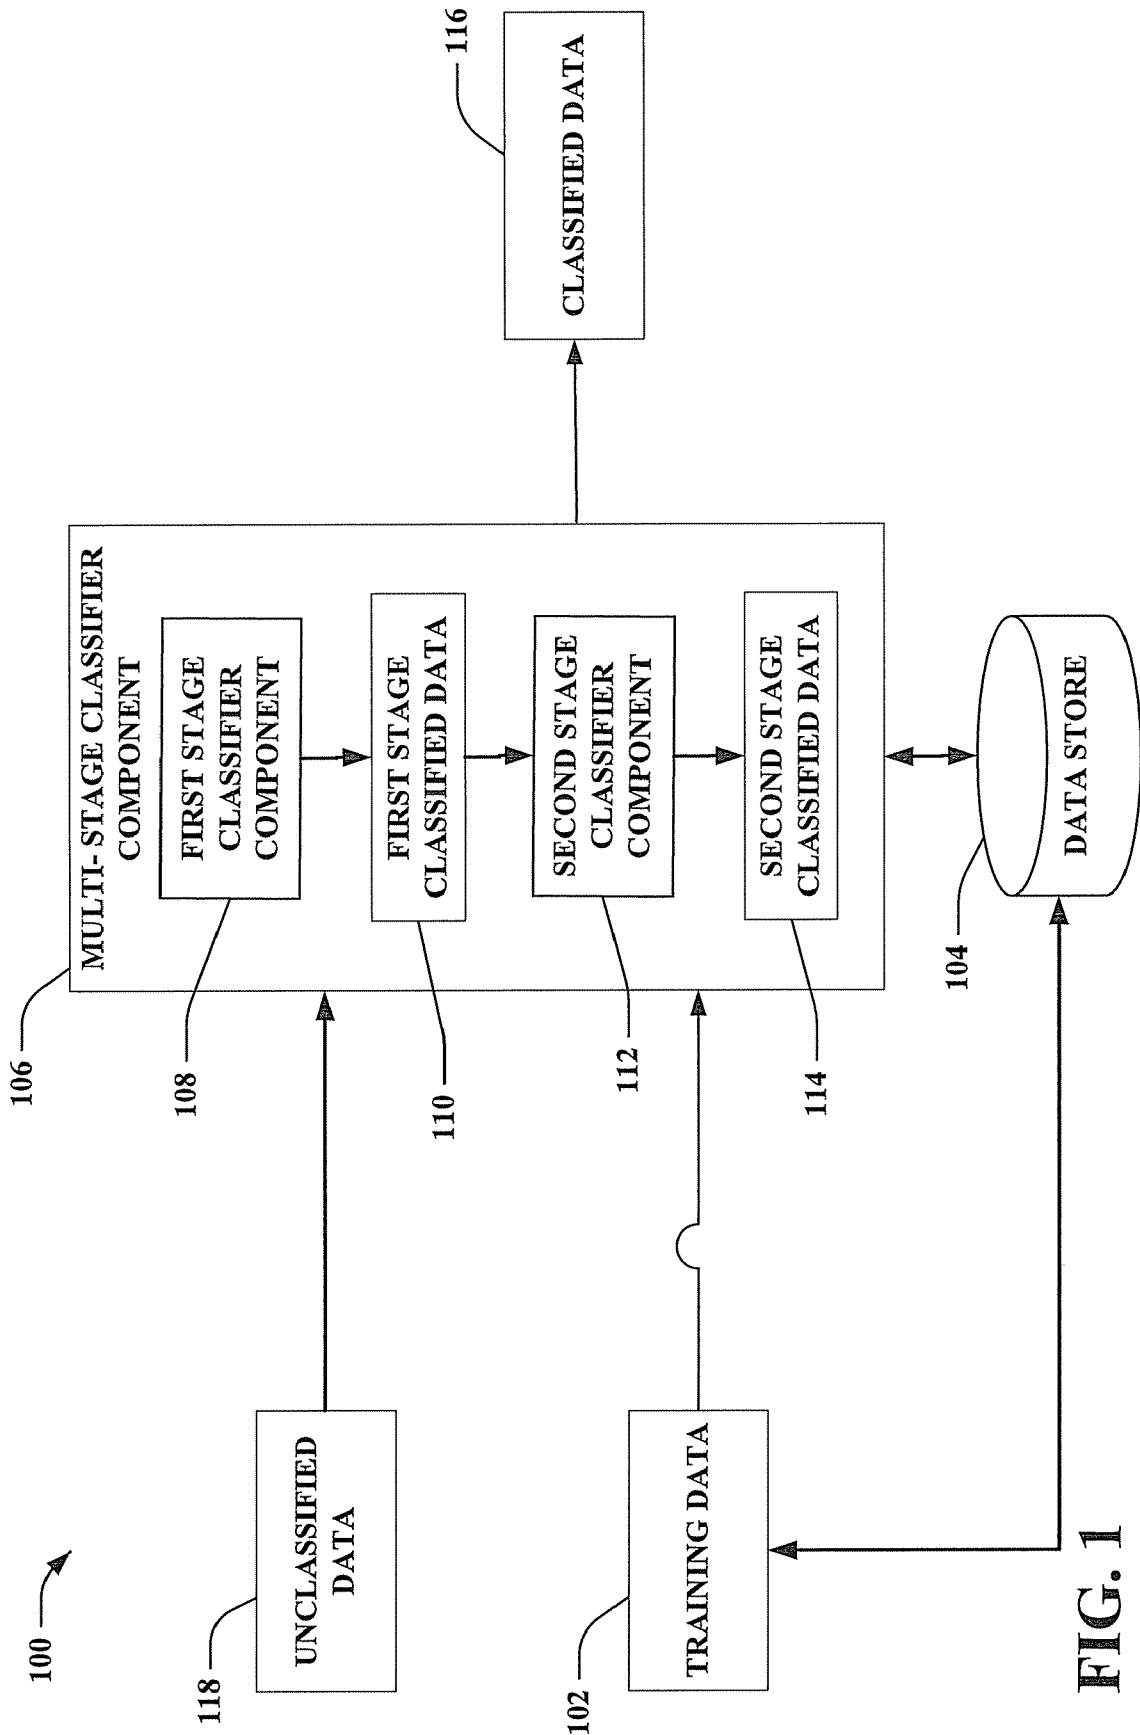 100
118
UNCLASSIFIED
DATA
102
TRAINING DATA
106
MULTI- STAGE CLASSIFIER
COMPONENT
108
FIRST STAGE
CLASSIFIER
COMPONENT
110
FIRST STAGE
CLASSIFIED DATA
112
SECOND STAGE
CLASSIFIER
COMPONENT
114
SECOND STAGE
CLASSIFIED DATA
104
DATA STORE
116
CLASSIFIED DATA
FIG. 1